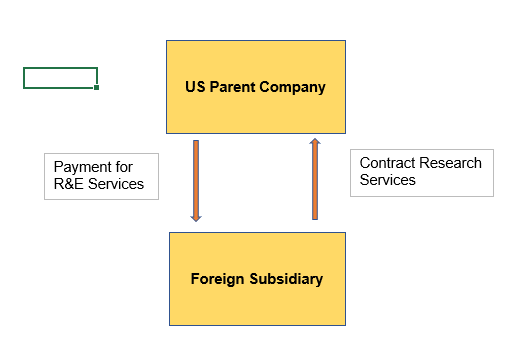 US Parent Company
Payment for
R&E Services
Contract Research
Services
Foreign Subsidiary